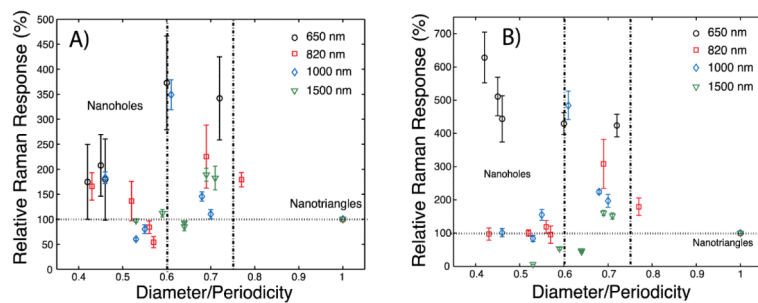 A)
650 nm
820 nm
1000 nm
1500 nm
Nanoholes
Nanotriangles
Relative Raman Response (%)
500
450
400
350
300
250
200
150
100
50
0
0.4
0.5
0.6
0.7
0.8
0.9
1
Diameter/Periodicity
B)
650 nm
820 nm
1000 nm
1500 nm
Nanoholes
Nanotriangles
Relative Raman Response (%)
700
600
500
400
300
200
100
0
0.4
0.5
0.6
0.7
0.8
0.9
1
Diameter/Periodicity